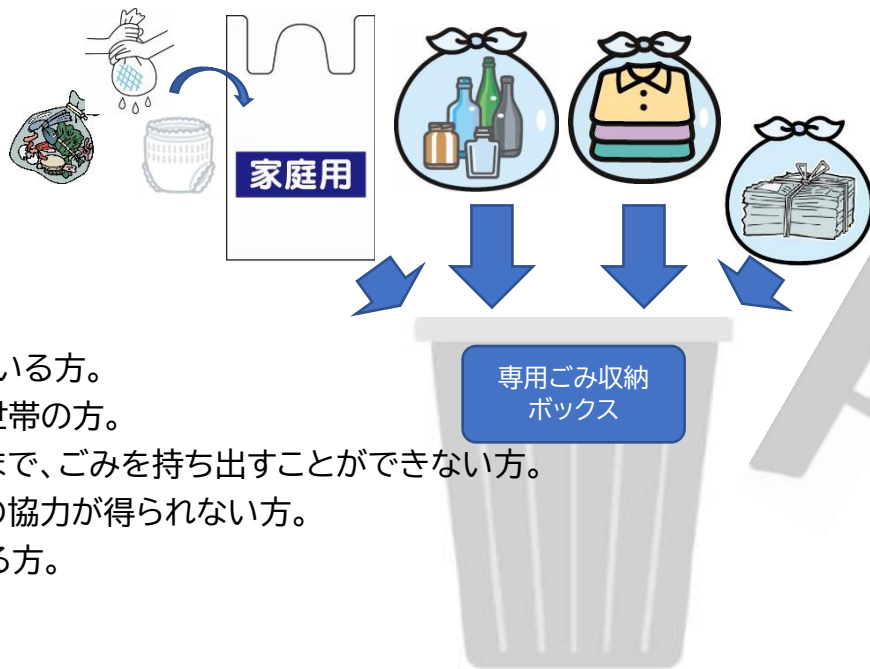 家庭用
専用ごみ収納
ボックス
いる方。
世帯の方。
まで、ごみを持ち出すことができない方。
の協力が得られない方。
る方。